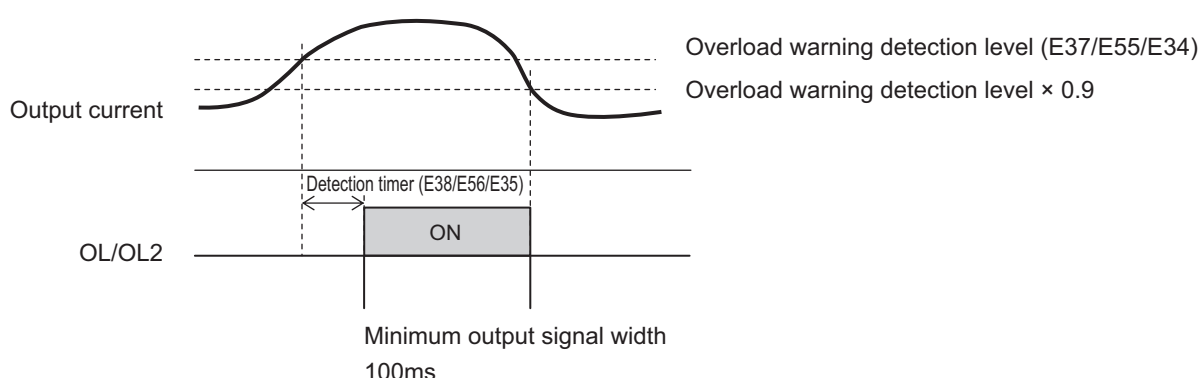 Overload warning detection level (E37/E55/E34)
Overload warning detection level × 0.9
Output current
Detection timer (E38/E56/E35)
ON
OL/OL2
Minimum output signal width
100ms